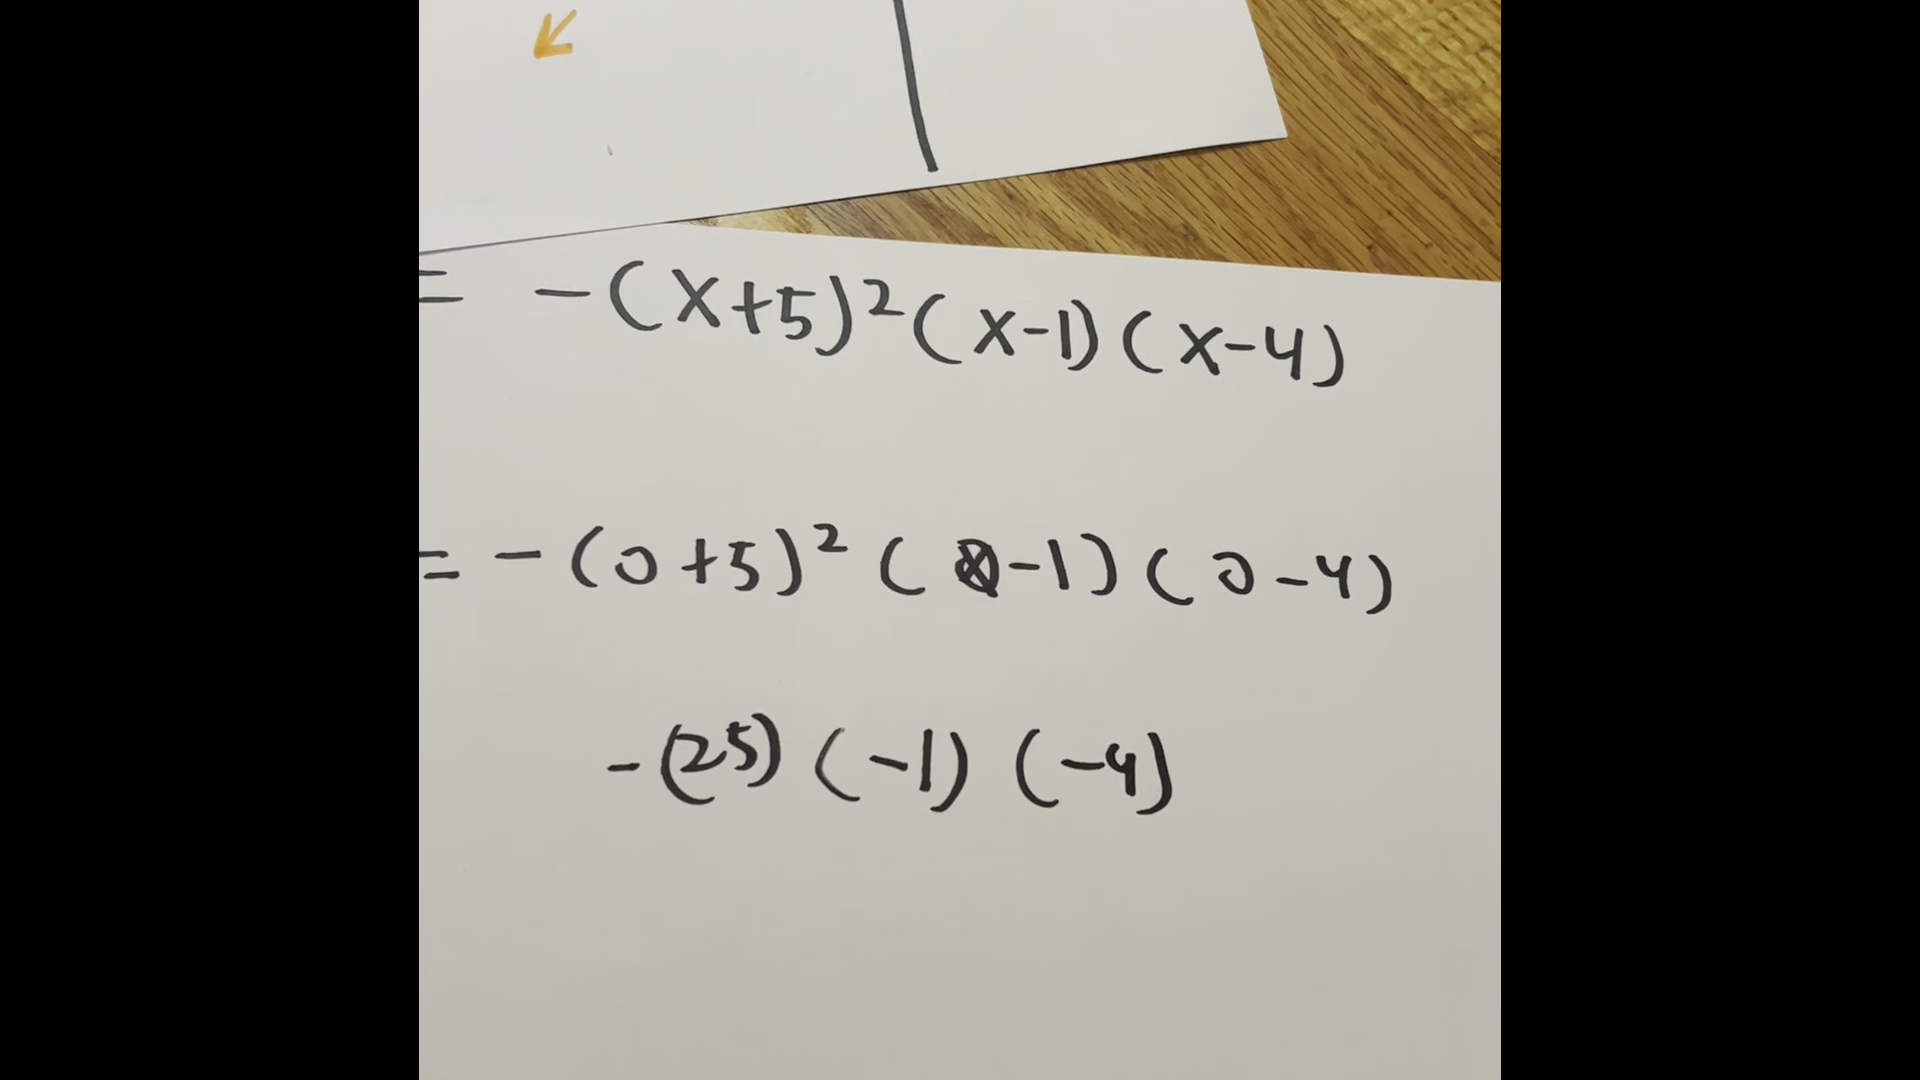 = -(x+5)²(x-1)(x-4)
= -(0+5)²(0-1)(0-4)
-(25)(-1)(-4)